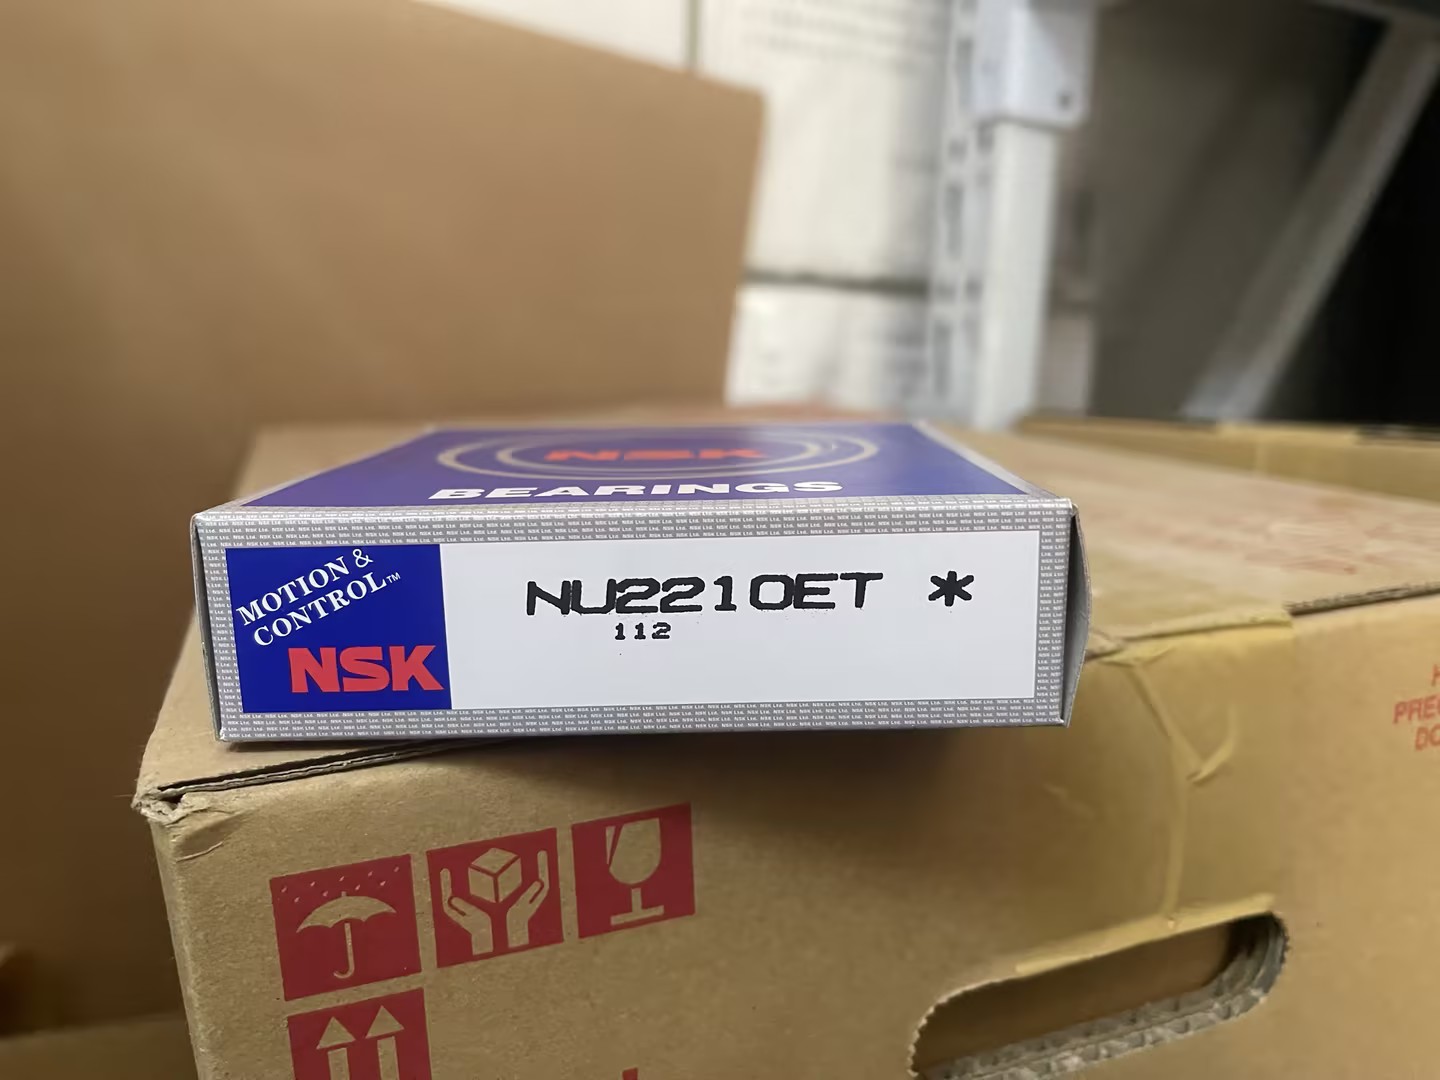 NSK
BEARINGS
MOTION &
CONTROL™
NSK
NU2210ET *
112